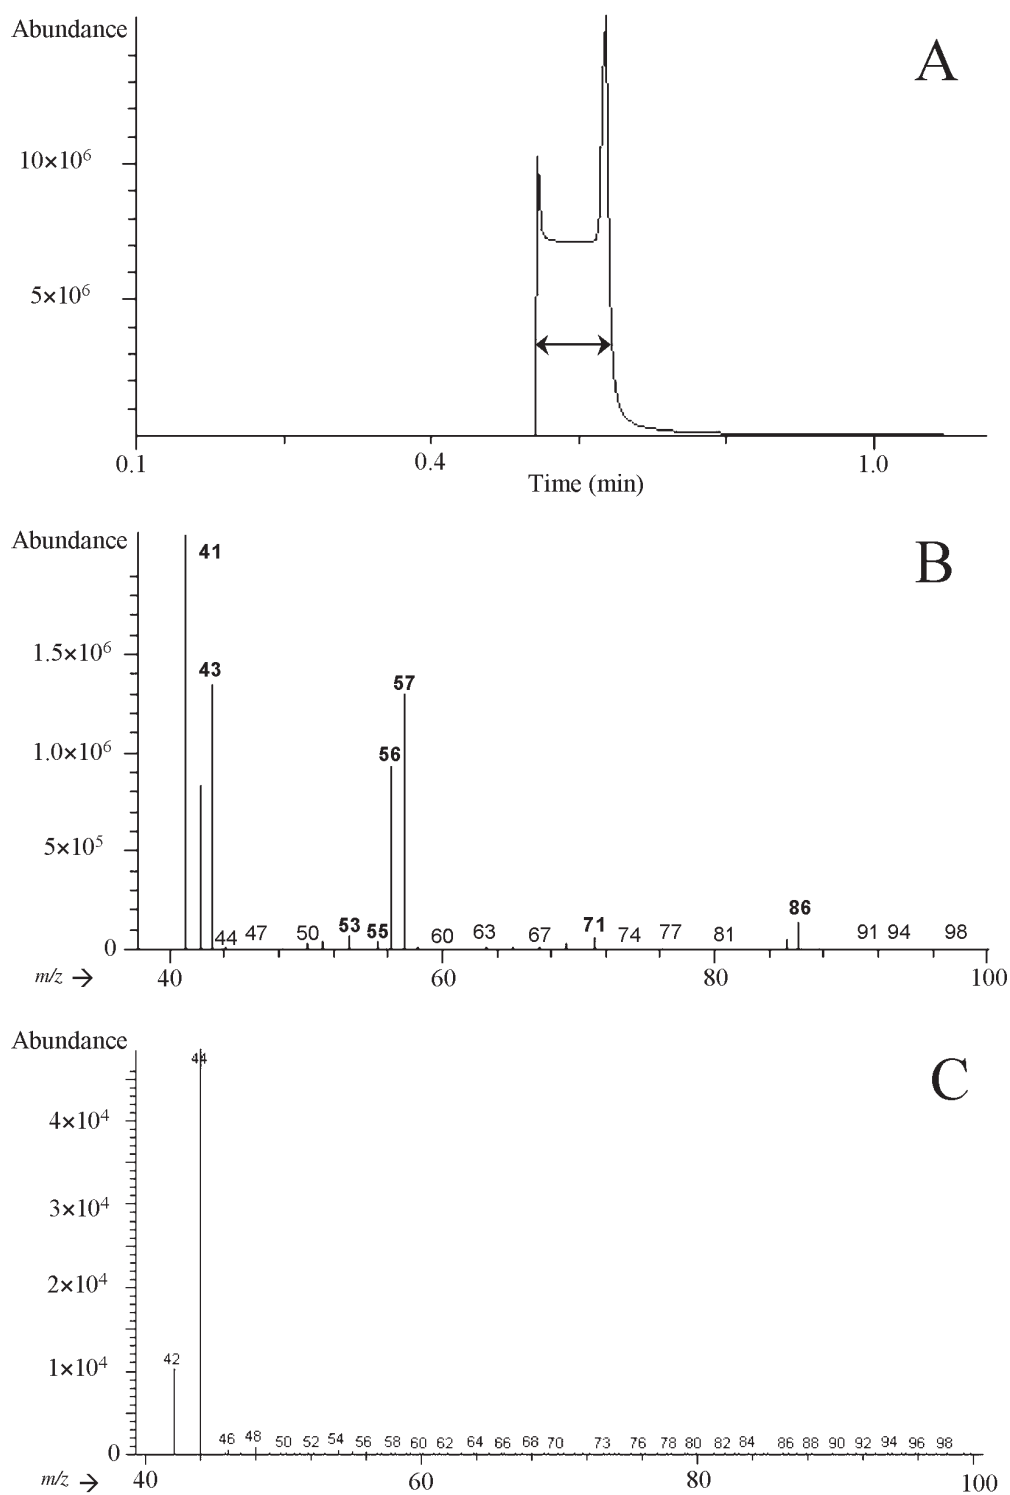 Abundance
A
10×10⁶
5×10⁶
0.1 0.4 1.0
Time (min)
Abundance
B
41
1.5×10⁶
43
57
1.0×10⁶
56
5×10⁵
86
0 44 47 50 53 55 60 63 67 71 74 77 81 91 94 98
m/z → 40 60 80 100
Abundance
C
44
4×10⁴
3×10⁴
2×10⁴
1×10⁴ 42
0 46 48 50 52 54 56 58 60 62 64 66 68 70 73 76 78 80 82 84 86 88 90 92 94 96 98
m/z → 40 60 80 100